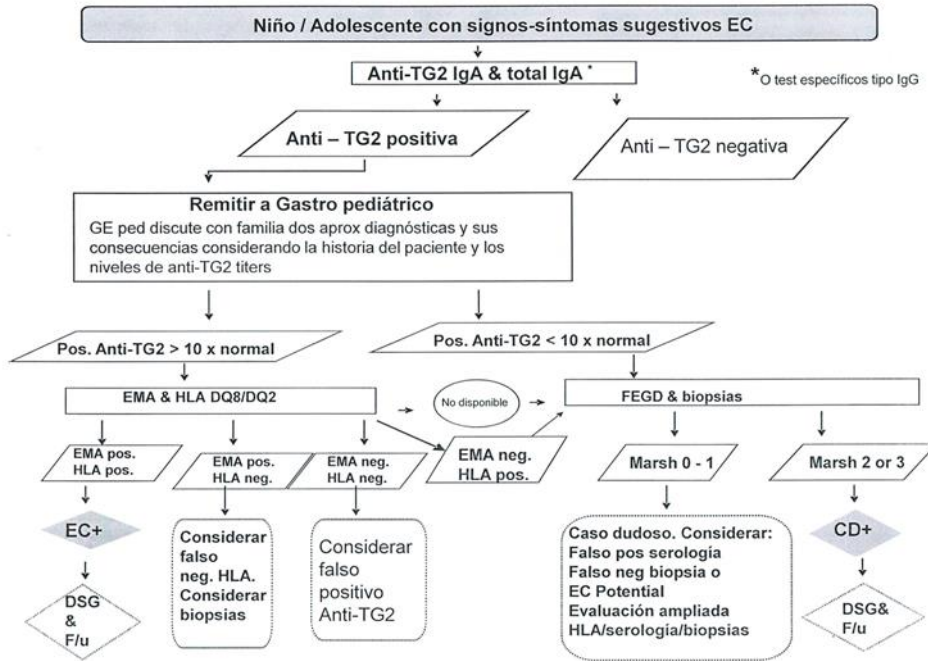 Niño / Adolescente con signos-síntomas sugestivos EC
Anti-TG2 IgA & total IgA *
*O test específicos tipo IgG
Anti – TG2 positiva
Anti – TG2 negativa
Remitir a Gastro pediátrico
GE ped discute con familia dos aprox diagnósticas y sus
consecuencias considerando la historia del paciente y los
niveles de anti-TG2 titers
Pos. Anti-TG2 > 10 x normal
Pos. Anti-TG2 < 10 x normal
EMA & HLA DQ8/DQ2
No disponible
FEGD & biopsias
EMA pos.
HLA pos.
EMA pos.
HLA neg.
EMA neg.
HLA neg.
EMA neg.
HLA pos.
Marsh 0 - 1
Marsh 2 or 3
EC+
Considerar
falso
neg. HLA.
Considerar
biopsias
Considerar
falso
positivo
Anti-TG2
Caso dudoso. Considerar:
Falso pos serología
Falso neg biopsia o
EC Potential
Evaluación ampliada
HLA/serología/biopsias
CD+
DSG
&
F/u
DSG&
F/u